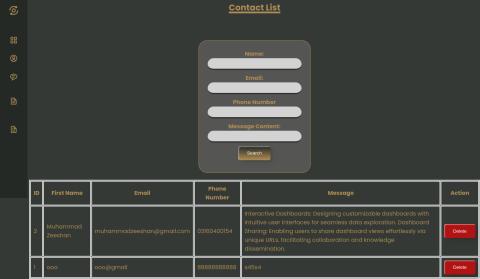 Contact List
Name:
Email:
Phone Number
Message Content:
Search
ID First Name Email Phone Number Message Action
2 Muhammad Zeeshan muhammadzeeshan@gmail.com 03160400154
Interactive Dashboards: Designing customizable dashboards with
intuitive user interfaces for seamless data exploration. Dashboard
Sharing: Enabling users to share dashboard views effortlessly via
unique URLs, facilitating collaboration and knowledge
dissemination.
Delete
1 ooo ooo@gmail 88888888888 Delete